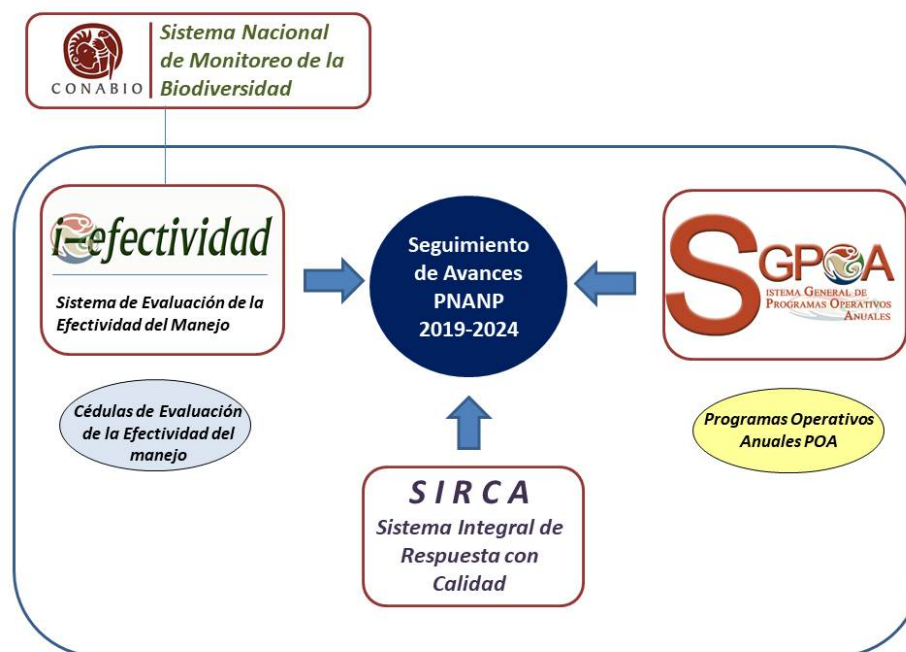 CONABIO
Sistema Nacional
de Monitoreo de la
Biodiversidad
i-efectividad
Sistema de Evaluación de la
Efectividad del Manejo
Seguimiento
de Avances
PNANP
2019-2024
SGPOA
SISTEMA GENERAL DE
PROGRAMAS OPERATIVOS
ANUALES
Cédulas de Evaluación
de la Efectividad del
manejo
Programas Operativos
Anuales POA
S I R C A
Sistema Integral de
Respuesta con
Calidad